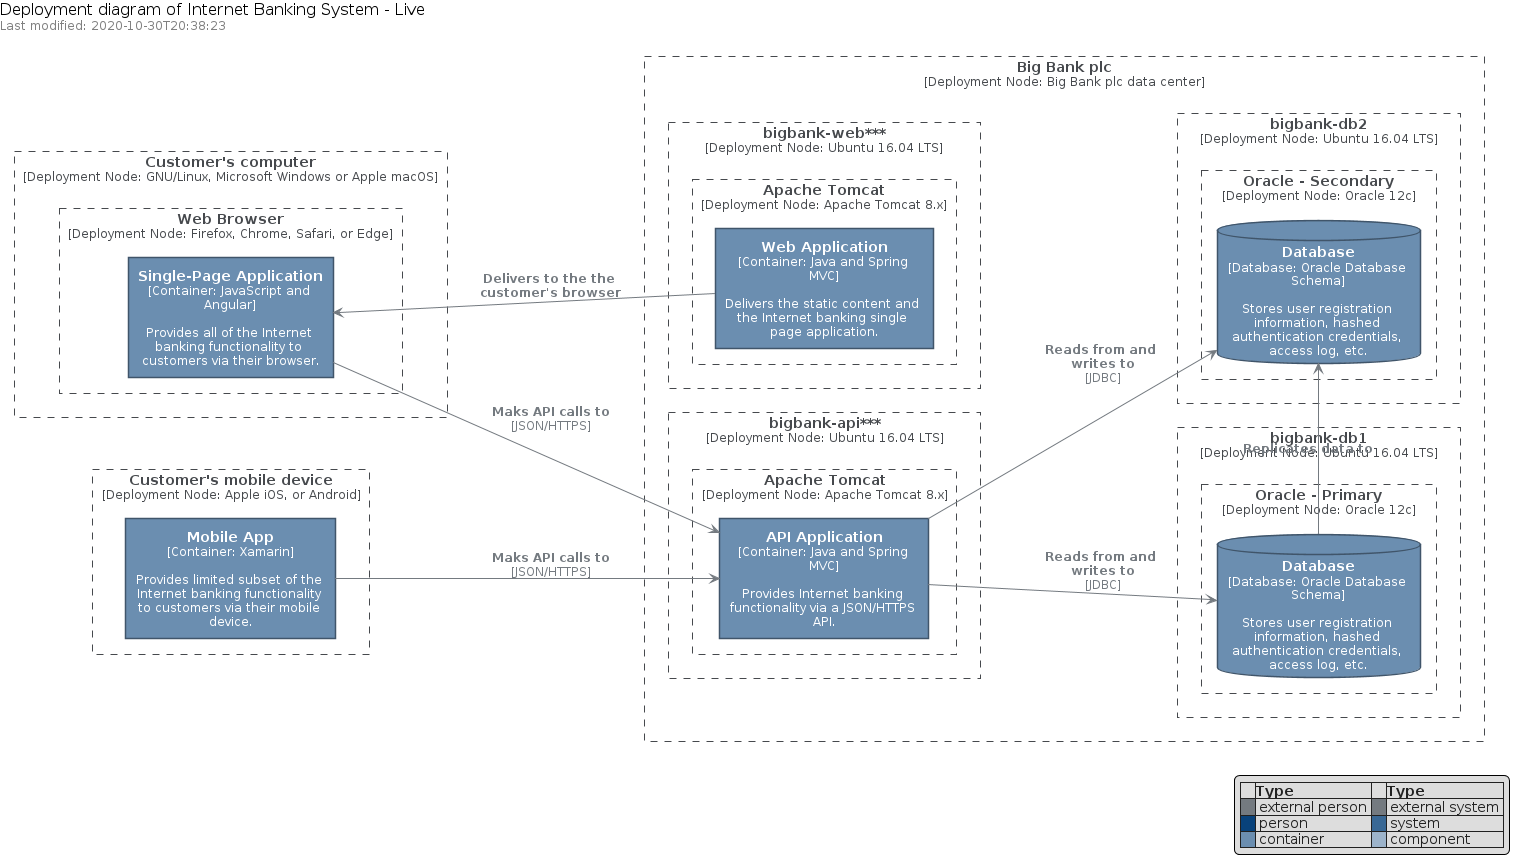 Deployment diagram of Internet Banking System - Live
Last modified: 2020-10-30T20:38:23
Big Bank plc
[Deployment Node: Big Bank plc data center]
Customer's computer
[Deployment Node: GNU/Linux, Microsoft Windows or Apple macOS]
Web Browser
[Deployment Node: Firefox, Chrome, Safari, or Edge]
Single-Page Application
[Container: JavaScript and
Angular]
Provides all of the Internet
banking functionality to
customers via their browser.
Delivers to the the
customer's browser
bigbank-web***
[Deployment Node: Ubuntu 16.04 LTS]
Apache Tomcat
[Deployment Node: Apache Tomcat 8.x]
Web Application
[Container: Java and Spring
MVC]
Delivers the static content and
the Internet banking single
page application.
bigbank-db2
[Deployment Node: Ubuntu 16.04 LTS]
Oracle - Secondary
[Deployment Node: Oracle 12c]
Database
[Database: Oracle Database
Schema]
Stores user registration
information, hashed
authentication credentials,
access log, etc.
Reads from and
writes to
[JDBC]
Maks API calls to
[JSON/HTTPS]
Customer's mobile device
[Deployment Node: Apple iOS, or Android]
Mobile App
[Container: Xamarin]
Provides limited subset of the
Internet banking functionality
to customers via their mobile
device.
Maks API calls to
[JSON/HTTPS]
bigbank-api***
[Deployment Node: Ubuntu 16.04 LTS]
Apache Tomcat
[Deployment Node: Apache Tomcat 8.x]
API Application
[Container: Java and Spring
MVC]
Provides Internet banking
functionality via a JSON/HTTPS
API.
Reads from and
writes to
[JDBC]
bigbank-db1
Replicates data to
[Deployment Node: Ubuntu 16.04 LTS]
Oracle - Primary
[Deployment Node: Oracle 12c]
Database
[Database: Oracle Database
Schema]
Stores user registration
information, hashed
authentication credentials,
access log, etc.
Type Type
external person external system
person system
container component